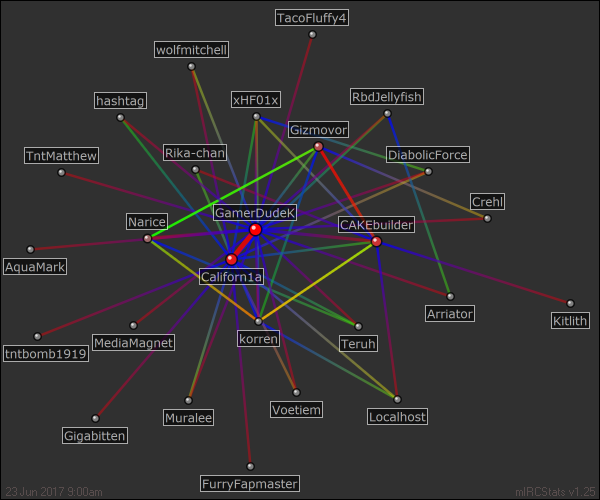 TacoFluffy4
wolfmitchell
hashtag
xHF01x
RbdJellyfish
Gizmovor
TntMatthew
Rika-chan
DiabolicForce
Crehl
GamerDudeK
Narice
CAKEbuilder
AquaMark
Californ1a
Arriator
Kitlith
tntbomb1919
MediaMagnet
korren
Teruh
Gigabitten
Muralee
Voetiem
Localhost
FurryFapmaster
23 Jun 2017 9:00am
mIRCStats v1.25